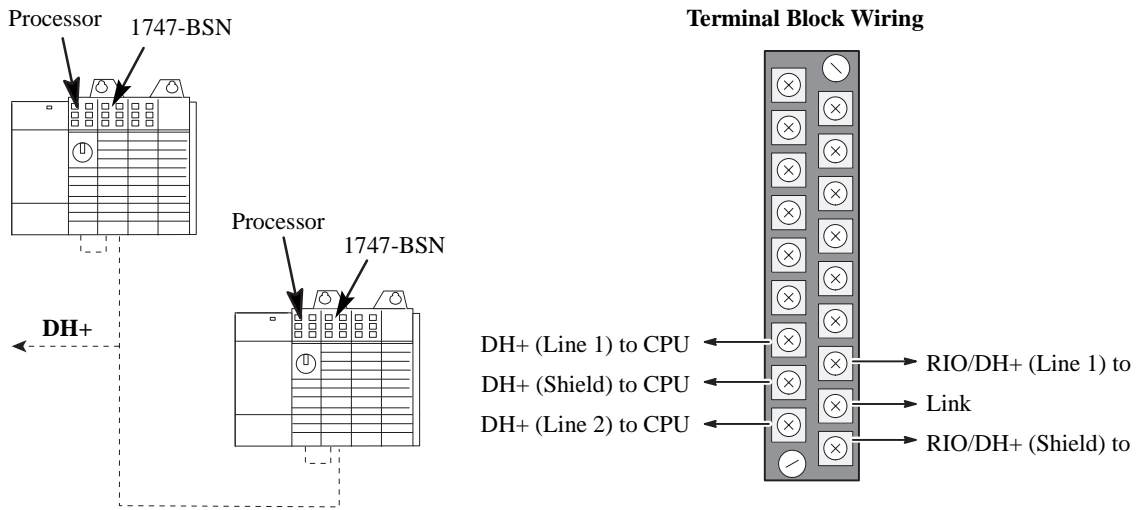 Processor
1747-BSN
Terminal Block Wiring
Processor
1747-BSN
DH+
DH+ (Line 1) to CPU
DH+ (Shield) to CPU
DH+ (Line 2) to CPU
RIO/DH+ (Line 1) to
Link
RIO/DH+ (Shield) to